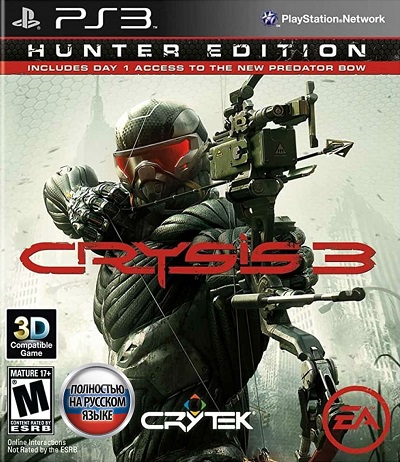 PS3
PlayStation®Network
HUNTER EDITION
INCLUDES DAY 1 ACCESS TO THE NEW PREDATOR BOW
CRYSIS 3
3D
Compatible
Game
MATURE 17+
M
CONTENT RATED BY
ESRB
ПОЛНОСТЬЮ
НА РУССКОМ
ЯЗЫКЕ
CRYTEK
EA
Online Interactions
Not Rated by the ESRB